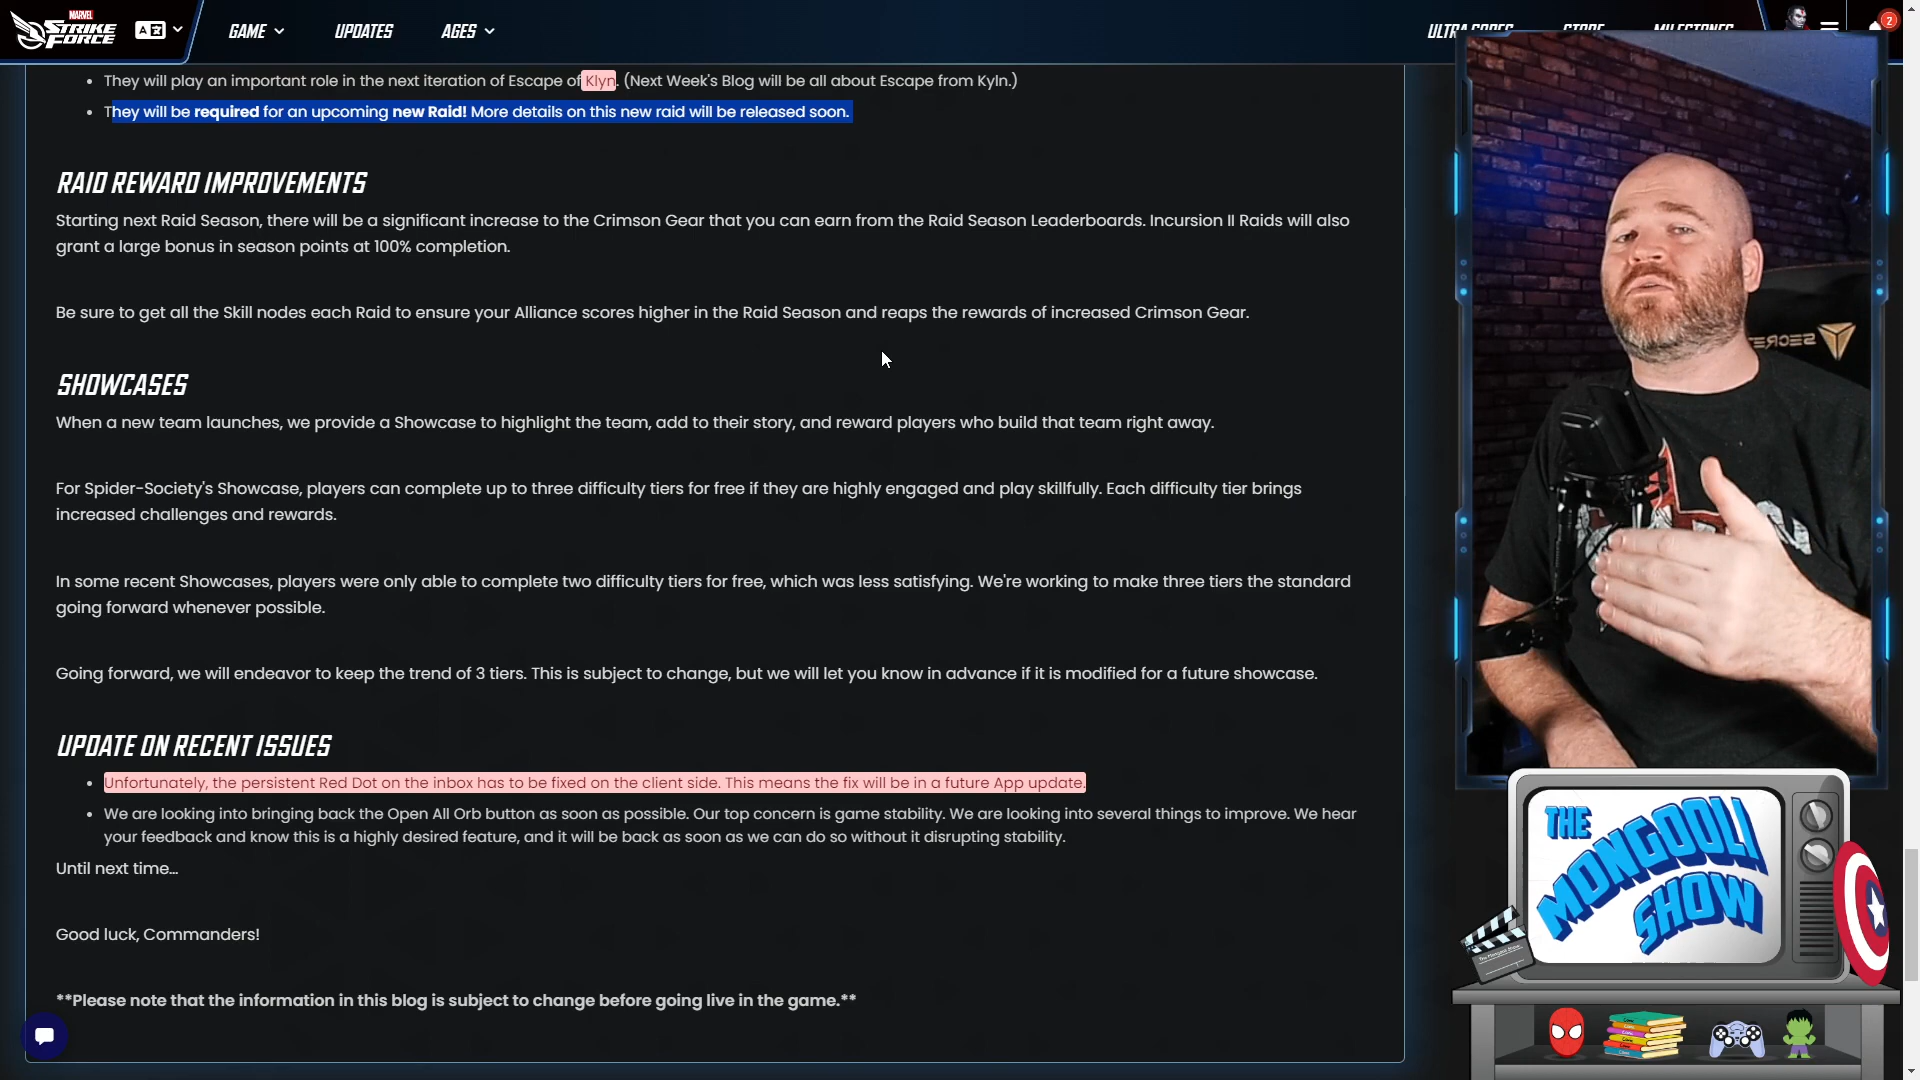 MARVEL
STRIKE
FORCE
GAME
UPDATES
AGES
ULTRA CODES
STORE
MILESTONES
2
They will play an important role in the next iteration of Escape of Klyn. (Next Week's Blog will be all about Escape from Kyln.)
They will be required for an upcoming new Raid! More details on this new raid will be released soon.
RAID REWARD IMPROVEMENTS
Starting next Raid Season, there will be a significant increase to the Crimson Gear that you can earn from the Raid Season Leaderboards. Incursion II Raids will also
grant a large bonus in season points at 100% completion.
Be sure to get all the Skill nodes each Raid to ensure your Alliance scores higher in the Raid Season and reaps the rewards of increased Crimson Gear.
SHOWCASES
When a new team launches, we provide a Showcase to highlight the team, add to their story, and reward players who build that team right away.
For Spider-Society's Showcase, players can complete up to three difficulty tiers for free if they are highly engaged and play skillfully. Each difficulty tier brings
increased challenges and rewards.
In some recent Showcases, players were only able to complete two difficulty tiers for free, which was less satisfying. We're working to make three tiers the standard
going forward whenever possible.
Going forward, we will endeavor to keep the trend of 3 tiers. This is subject to change, but we will let you know in advance if it is modified for a future showcase.
UPDATE ON RECENT ISSUES
Unfortunately, the persistent Red Dot on the inbox has to be fixed on the client side. This means the fix will be in a future App update.
We are looking into bringing back the Open All Orb button as soon as possible. Our top concern is game stability. We are looking into several things to improve. We hear
your feedback and know this is a highly desired feature, and it will be back as soon as we can do so without it disrupting stability.
Until next time...
Good luck, Commanders!
**Please note that the information in this blog is subject to change before going live in the game.**
THE
MONGOOLI
SHOW